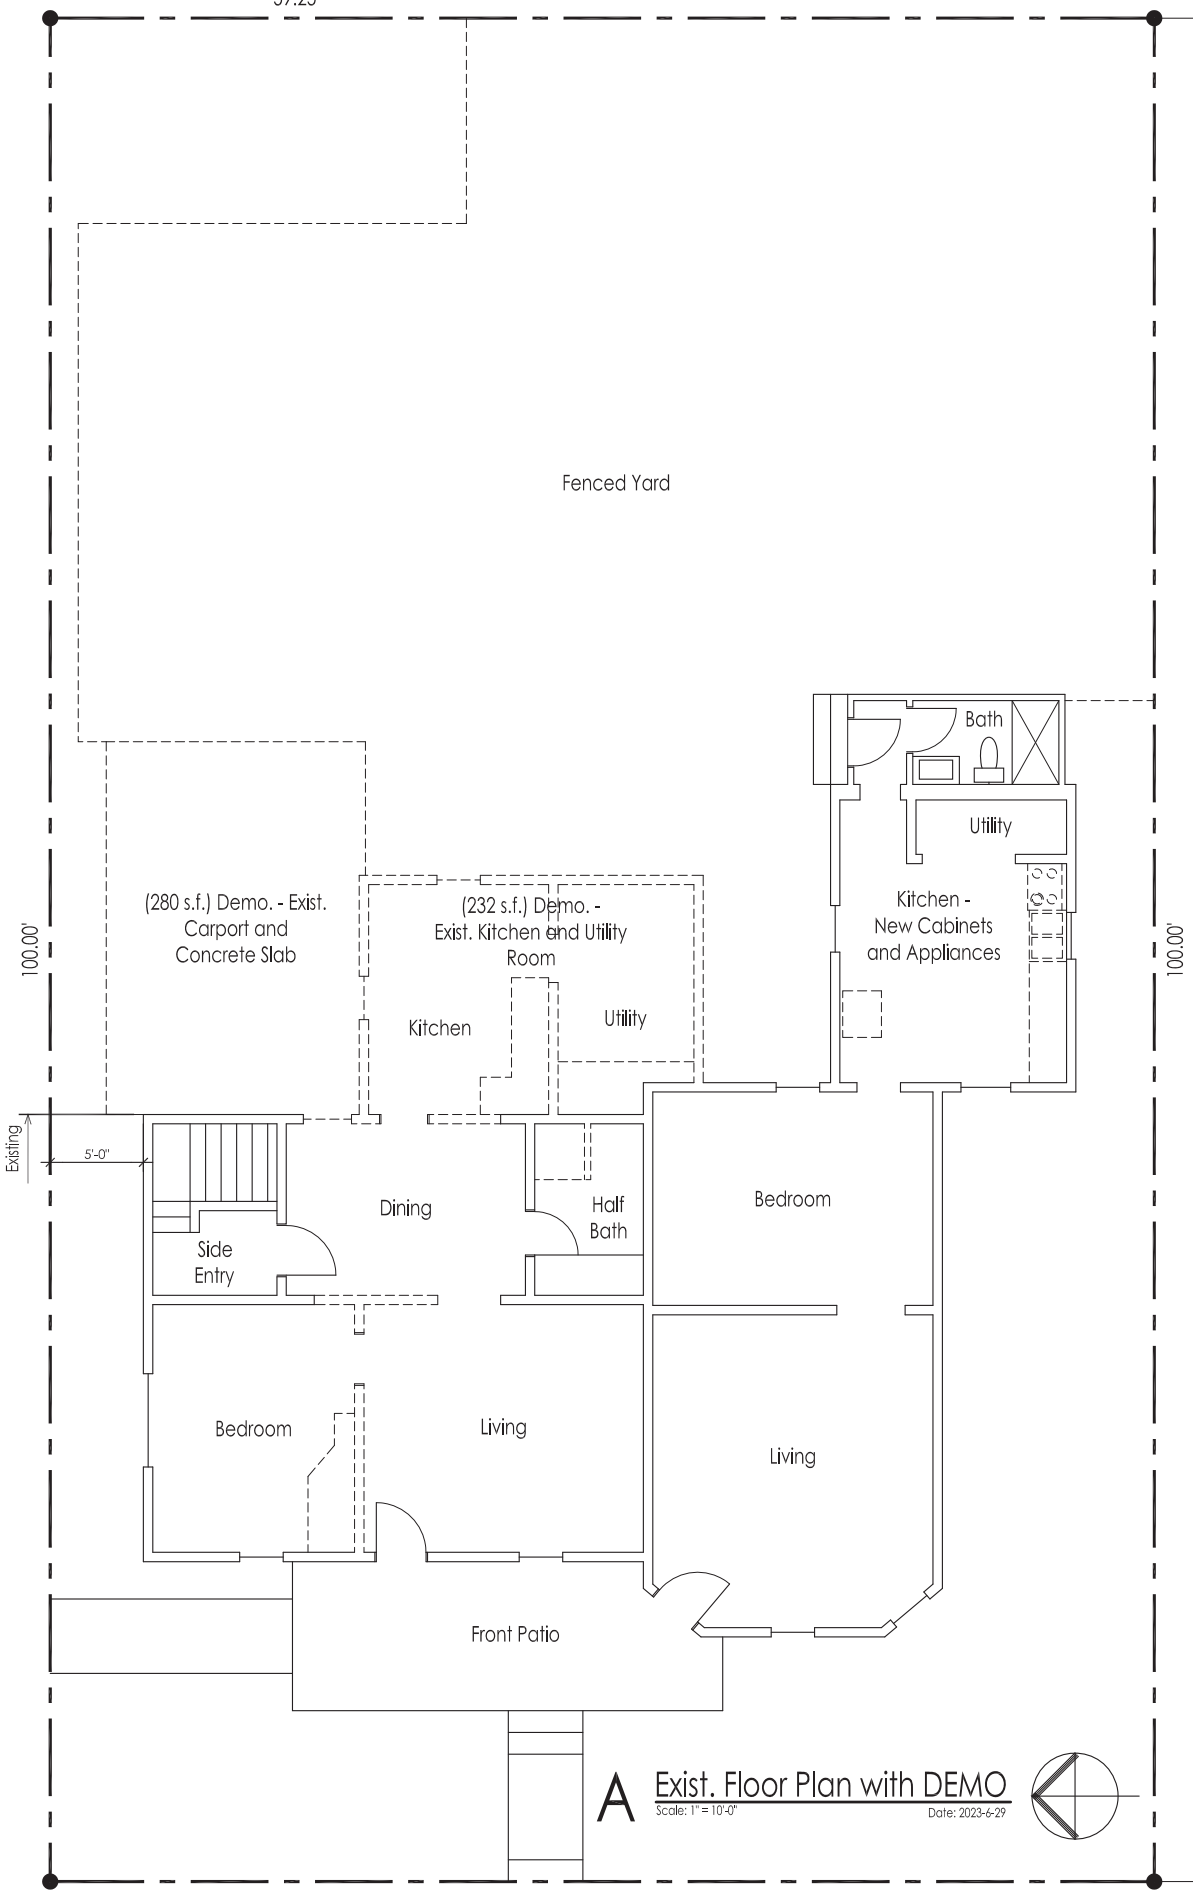 Fenced Yard
Bath
Utility
(280 s.f.) Demo. - Exist.
Carport and
Concrete Slab
(232 s.f.) Demo. -
Exist. Kitchen and Utility
Room
Kitchen -
New Cabinets
and Appliances
100.00'
100.00'
Kitchen
Utility
Existing
5'-0"
Dining
Half
Bath
Bedroom
Side
Entry
Bedroom
Living
Living
Front Patio
A
Exist. Floor Plan with DEMO
Scale: 1" = 10'-0"
Date: 2023-6-29